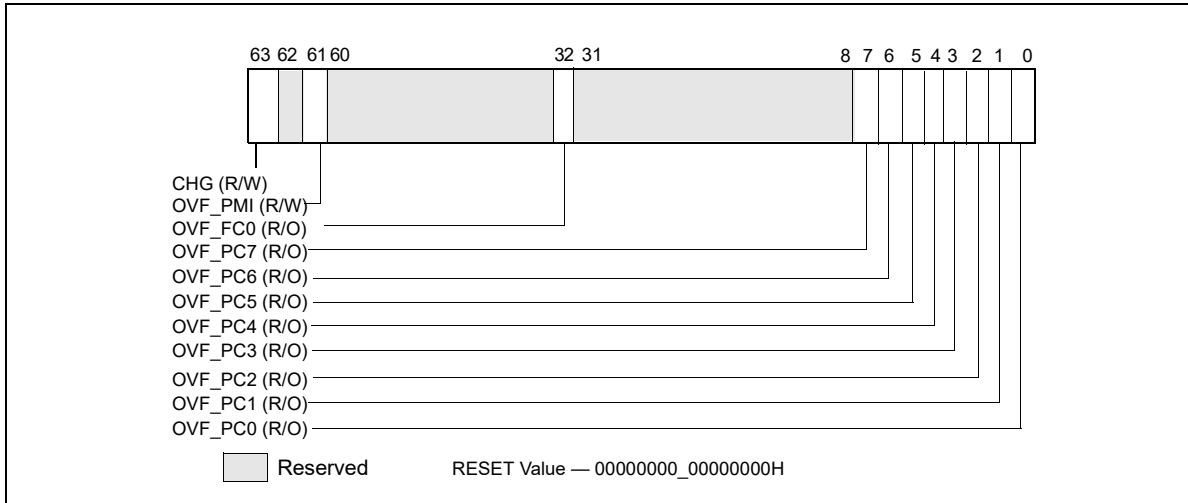 63 62 61 60 32 31 8 7 6 5 4 3 2 1 0
CHG (R/W)
OVF_PMI (R/W)
OVF_FC0 (R/O)
OVF_PC7 (R/O)
OVF_PC6 (R/O)
OVF_PC5 (R/O)
OVF_PC4 (R/O)
OVF_PC3 (R/O)
OVF_PC2 (R/O)
OVF_PC1 (R/O)
OVF_PC0 (R/O)
Reserved RESET Value — 00000000_00000000H